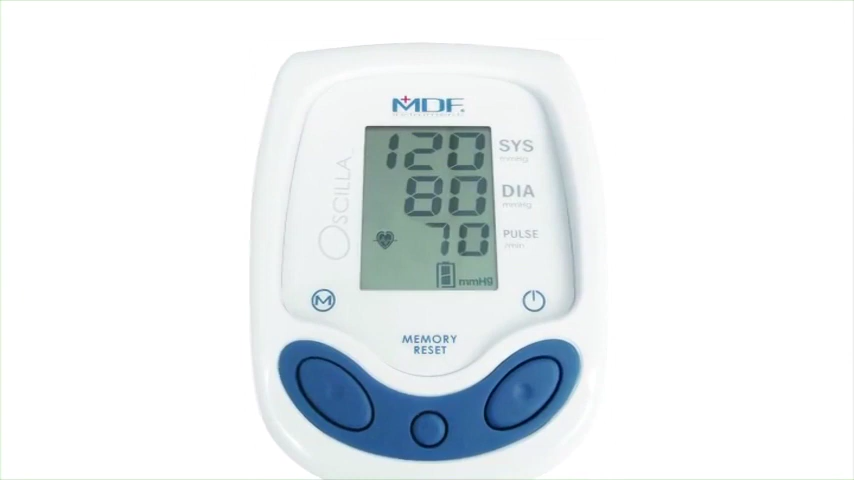 MDF
120 SYS
mmHg
80 DIA
mmHg
70 PULSE
/min
mmHg
OSCILLA
M
MEMORY
RESET